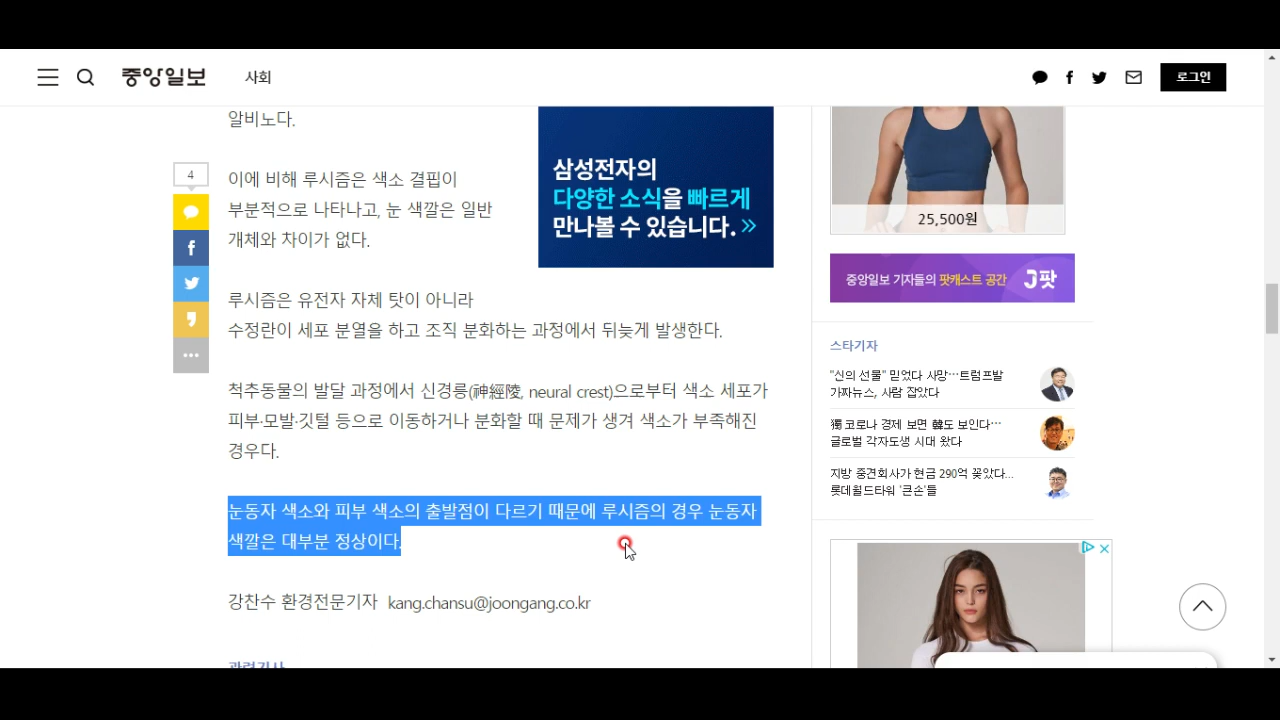 중앙일보
사회
로그인
알비노다.
4
이에 비해 루시즘은 색소 결핍이
부분적으로 나타나고, 눈 색깔은 일반
개체와 차이가 없다.
루시즘은 유전자 자체 탓이 아니라
수정란이 세포 분열을 하고 조직 분화하는 과정에서 뒤늦게 발생한다.
척추동물의 발달 과정에서 신경릉(神經陵, neural crest)으로부터 색소 세포가
피부·모발·깃털 등으로 이동하거나 분화할 때 문제가 생겨 색소가 부족해진
경우다.
눈동자 색소와 피부 색소의 출발점이 다르기 때문에 루시즘의 경우 눈동자
색깔은 대부분 정상이다.
강찬수 환경전문기자 kang.chansu@joongang.co.kr
관련기사
삼성전자의
다양한 소식을 빠르게
만나볼 수 있습니다.
25,500원
중앙일보 기자들의 팟캐스트 공간 J팟
스타기자
"신의 선물" 믿었다 사망…트럼프발
가짜뉴스, 사람 잡았다
獨 코로나 경제 보면 韓도 보인다…
글로벌 각자도생 시대 왔다
지방 중견회사가 현금 290억 꽂았다...
롯데월드타워 '큰손'들